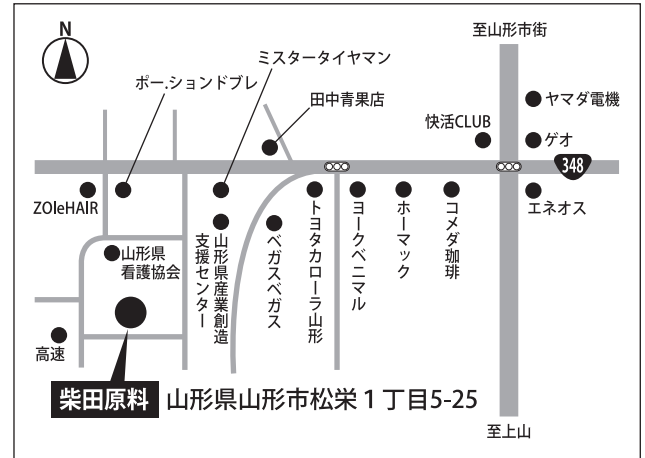 N
至山形市街
ミスタータイヤマン
ポー.ションドブレ
田中青果店
ヤマダ電機
快活CLUB
ゲオ
348
ZOleHAIR
エネオス
山形県産業創造
支援センター
ベガスベガス
トヨタカローラ山形
ヨークベニマル
ホーマック
コメダ珈琲
山形県
看護協会
高速
柴田原料 山形県山形市松栄1丁目5-25
至上山